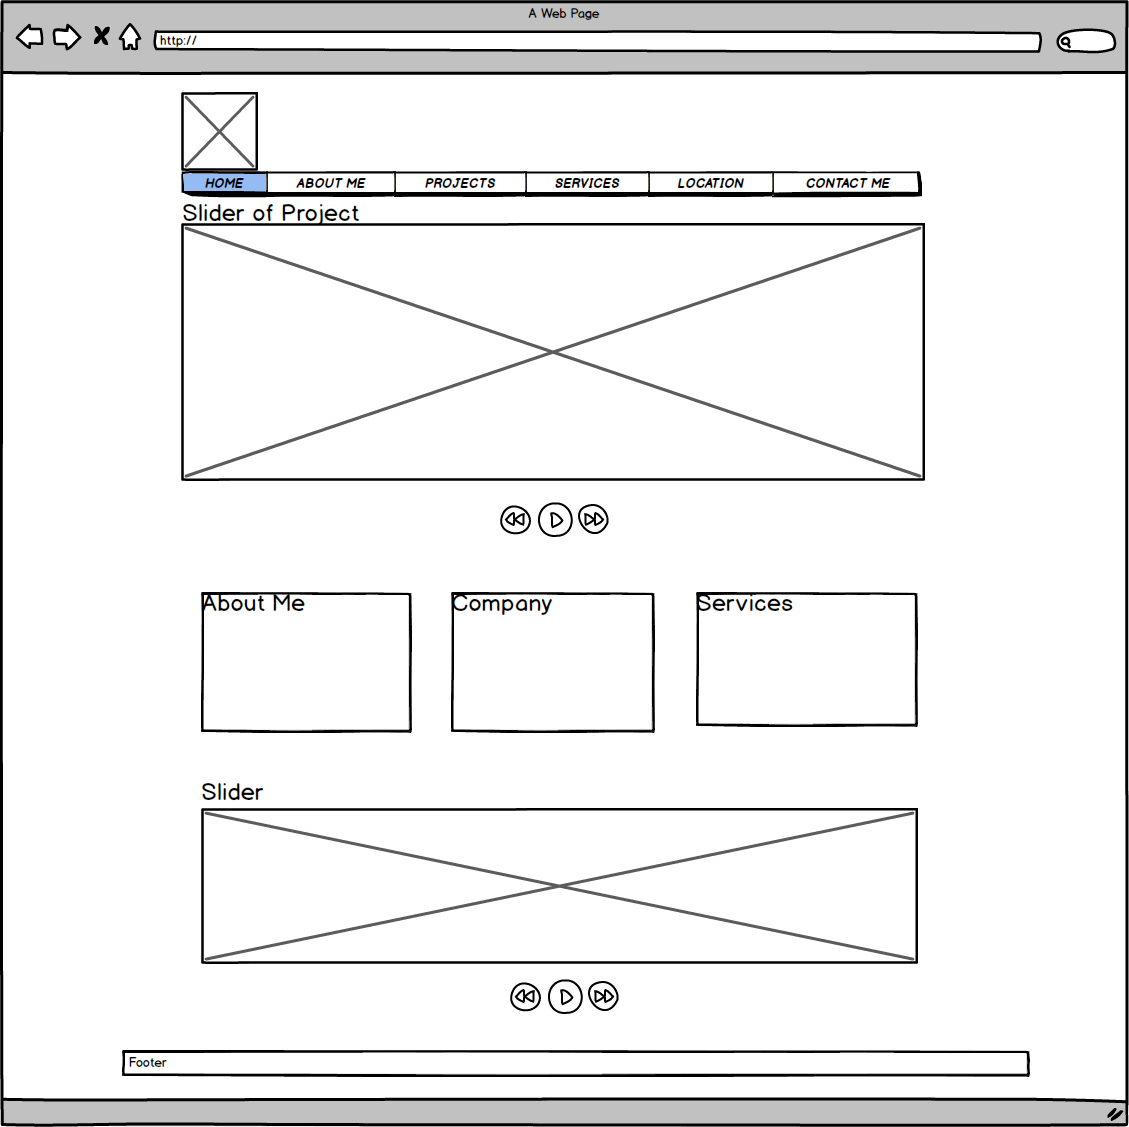 A Web Page
http://
HOME ABOUT ME PROJECTS SERVICES LOCATION CONTACT ME
Slider of Project
About Me Company Services
Slider
Footer